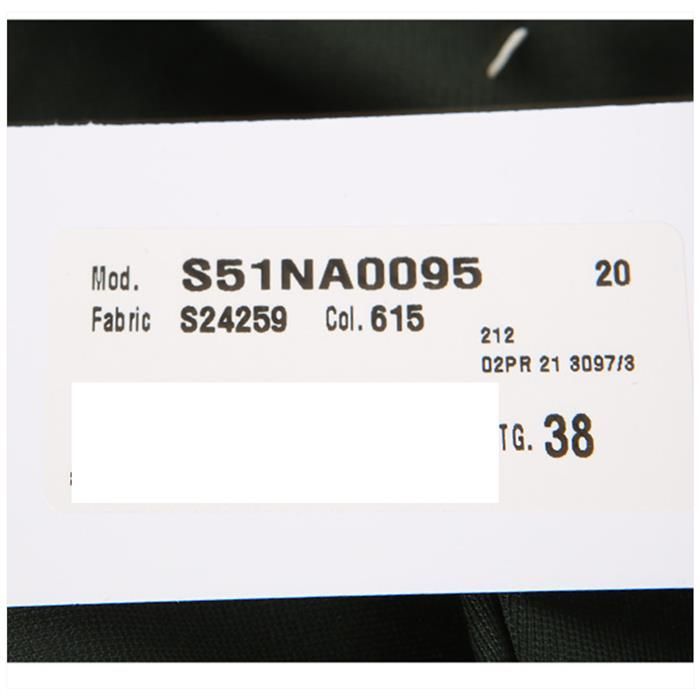 Mod. S51NA0095 20
Fabric S24259 Col. 615
212
02PR 21 3097/3
TG. 38